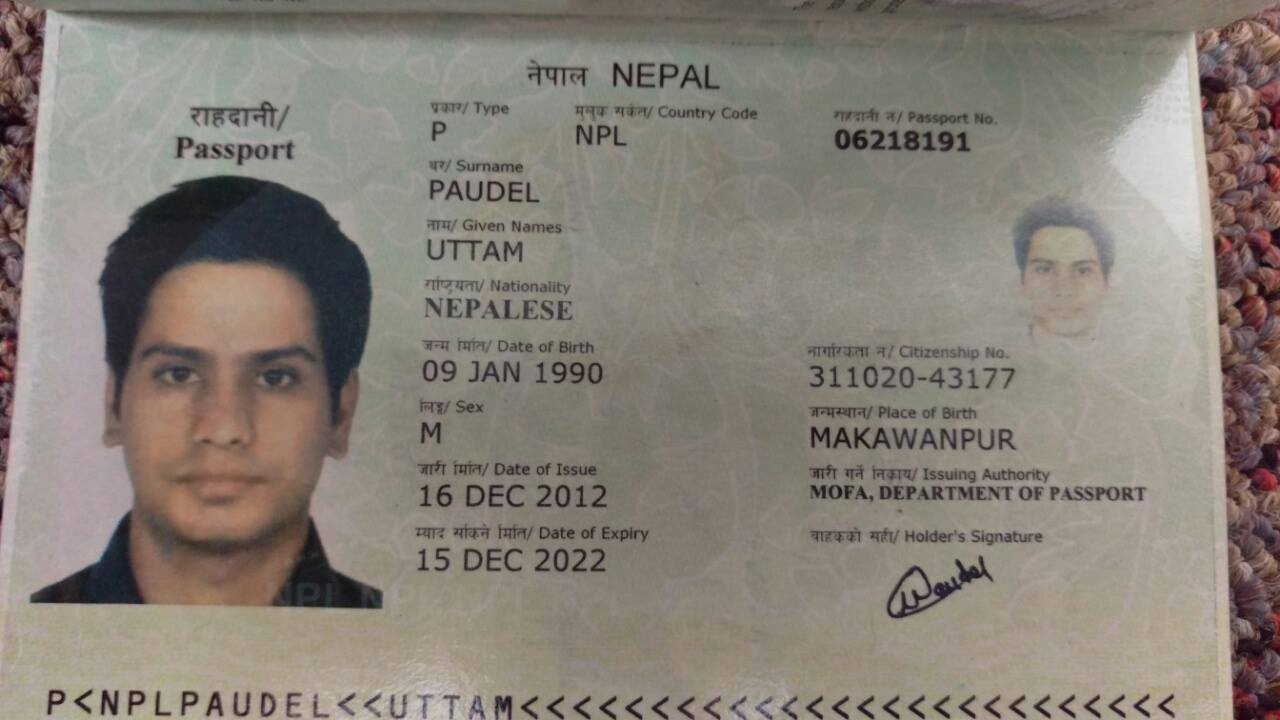 नेपाल NEPAL
राहदानी/
Passport
प्रकार/ Type
P
मुलुक संकेत/ Country Code
NPL
राहदानी नं/ Passport No.
06218191
थर/ Surname
PAUDEL
नाम/ Given Names
UTTAM
राष्ट्रियता/ Nationality
NEPALESE
जन्म मिति/ Date of Birth
09 JAN 1990
नागरिकता नं/ Citizenship No.
311020-43177
लिङ्ग/ Sex
M
जन्मस्थान/ Place of Birth
MAKAWANPUR
जारी मिति/ Date of Issue
16 DEC 2012
जारी गर्ने निकाय/ Issuing Authority
MOFA, DEPARTMENT OF PASSPORT
म्याद सकिने मिति/ Date of Expiry
15 DEC 2022
वाहकको सही/ Holder's Signature
Paudel
P<NPLPAUDEL<<UTTAM<<<<<<<<<<<<<<<<<<<<<<<<<<